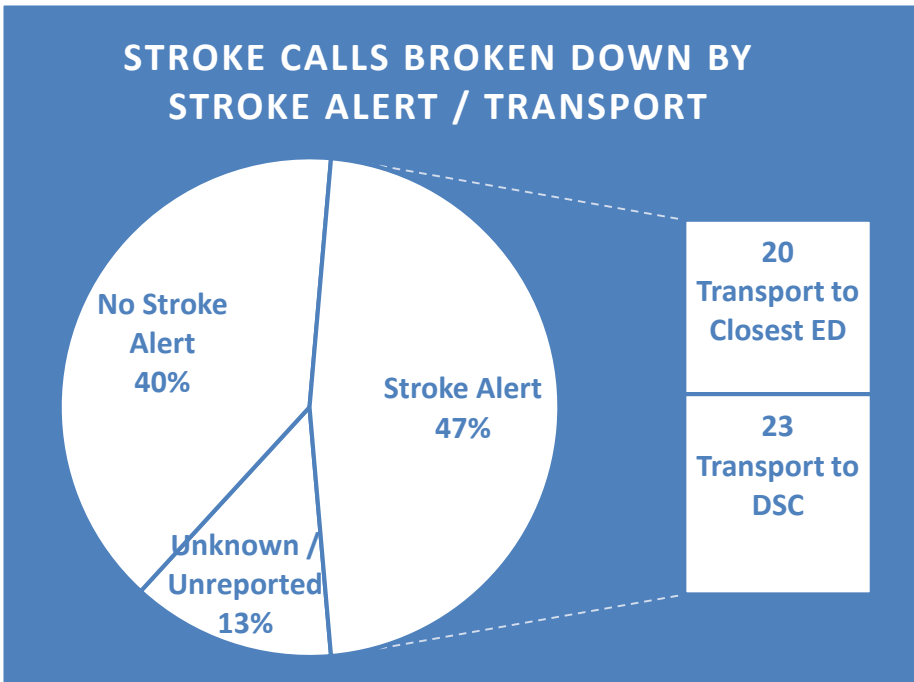 STROKE CALLS BROKEN DOWN BY
STROKE ALERT / TRANSPORT
No Stroke
Alert
40%
Stroke Alert
47%
Unknown /
Unreported
13%
20
Transport to
Closest ED
23
Transport to
DSC